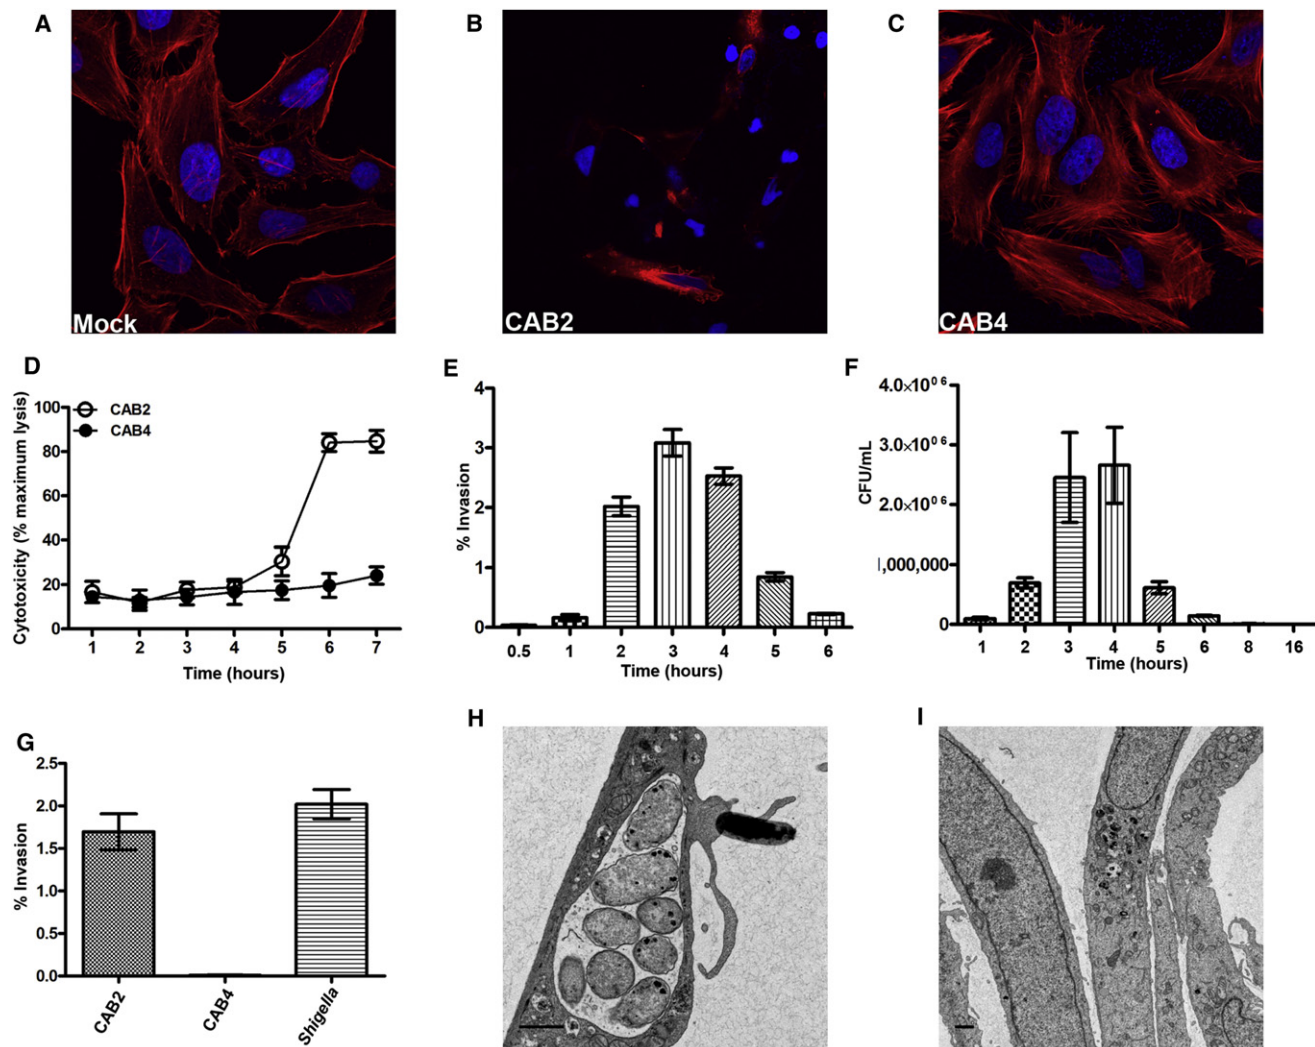 A
Mock
B
CAB2
C
CAB4
D
Cytotoxicity (% maximum lysis)
100
80
60
40
20
0
CAB2
CAB4
1 2 3 4 5 6 7
Time (hours)
E
% Invasion
4
3
2
1
0
0.5 1 2 3 4 5 6
Time (hours)
F
CFU/mL
4.0×10⁰⁶
3.0×10⁰⁶
2.0×10⁰⁶
1,000,000
0
1 2 3 4 5 6 8 16
Time (hours)
G
% Invasion
2.5
2.0
1.5
1.0
0.5
0.0
CAB2
CAB4
Shigella
H
I